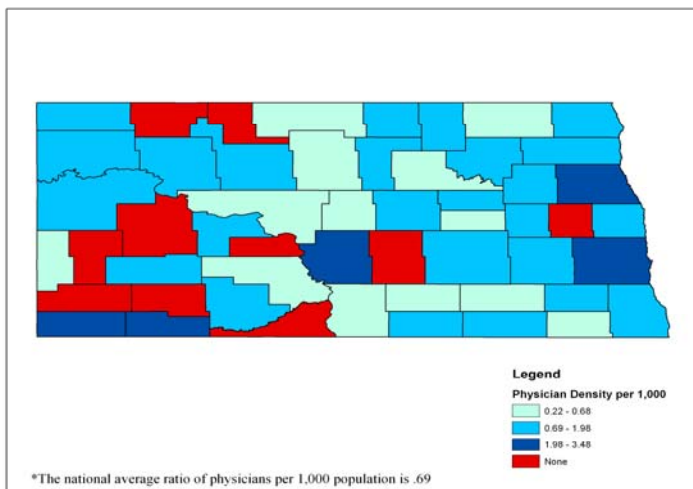 Legend
Physician Density per 1,000
0.22 - 0.68
0.69 - 1.98
1.98 - 3.48
None
*The national average ratio of physicians per 1,000 population is .69